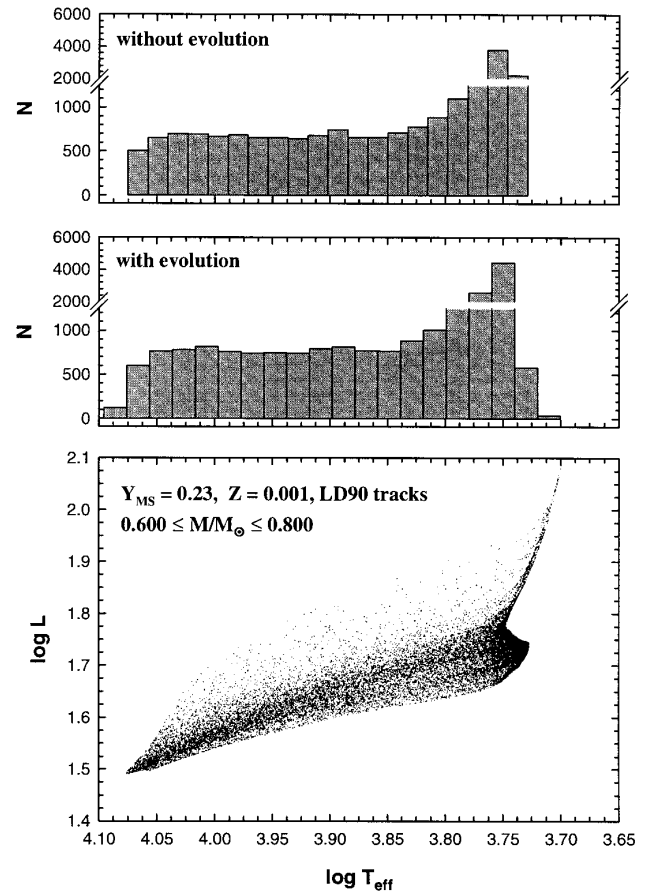 6000
4000
2000
1000
500
0
N
without evolution
6000
4000
2000
1000
500
0
N
with evolution
2.1
2.0
1.9
1.8
1.7
1.6
1.5
1.4
log L
Y_MS = 0.23, Z = 0.001, LD90 tracks
0.600 ≤ M/M_⊙ ≤ 0.800
4.10 4.05 4.00 3.95 3.90 3.85 3.80 3.75 3.70 3.65
log T_eff